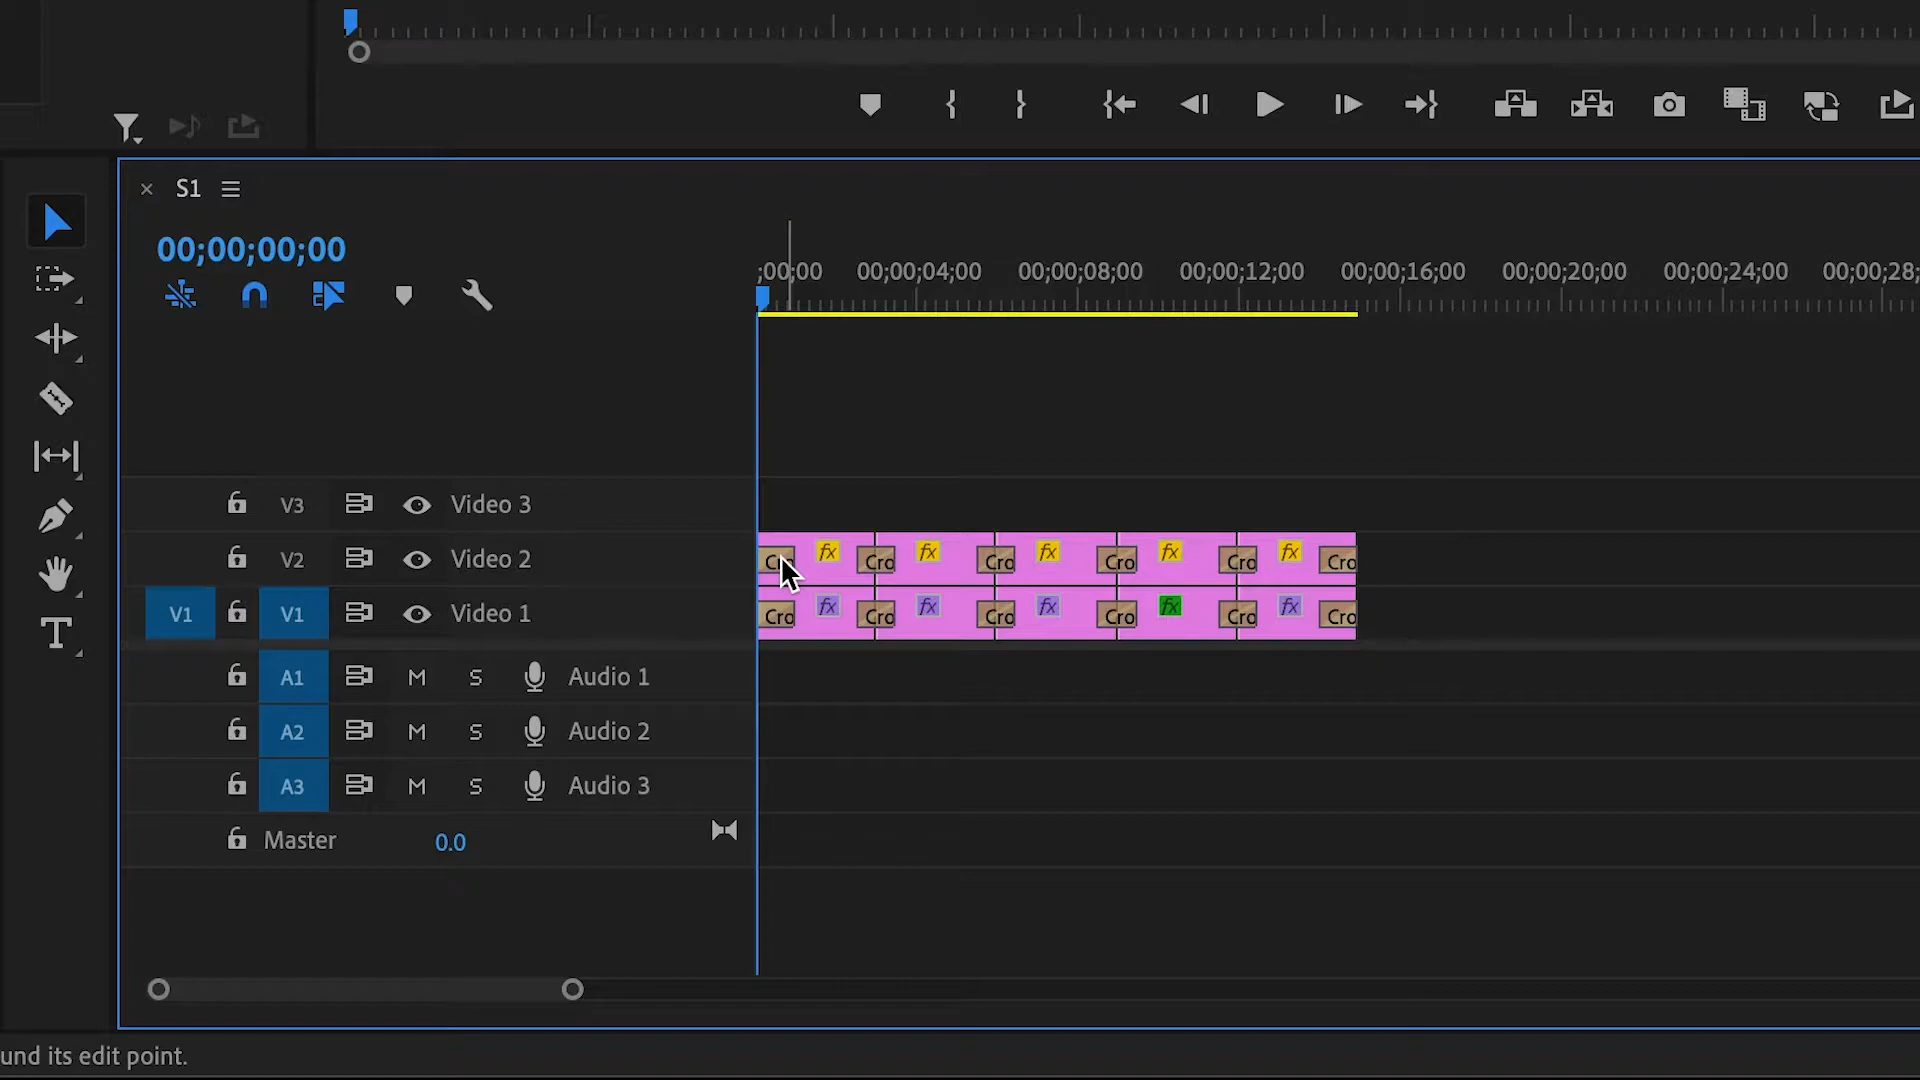 S1
00;00;00;00
;00;00 00;00;04;00 00;00;08;00 00;00;12;00 00;00;16;00 00;00;20;00 00;00;24;00 00;00;28;
V3 Video 3
V2 Video 2
Cro fx Cro fx Cro fx Cro fx Cro fx Cro
V1 V1 Video 1
Cro fx Cro fx Cro fx Cro fx Cro fx Cro
A1 M S Audio 1
A2 M S Audio 2
A3 M S Audio 3
Master 0.0
T
und its edit point.